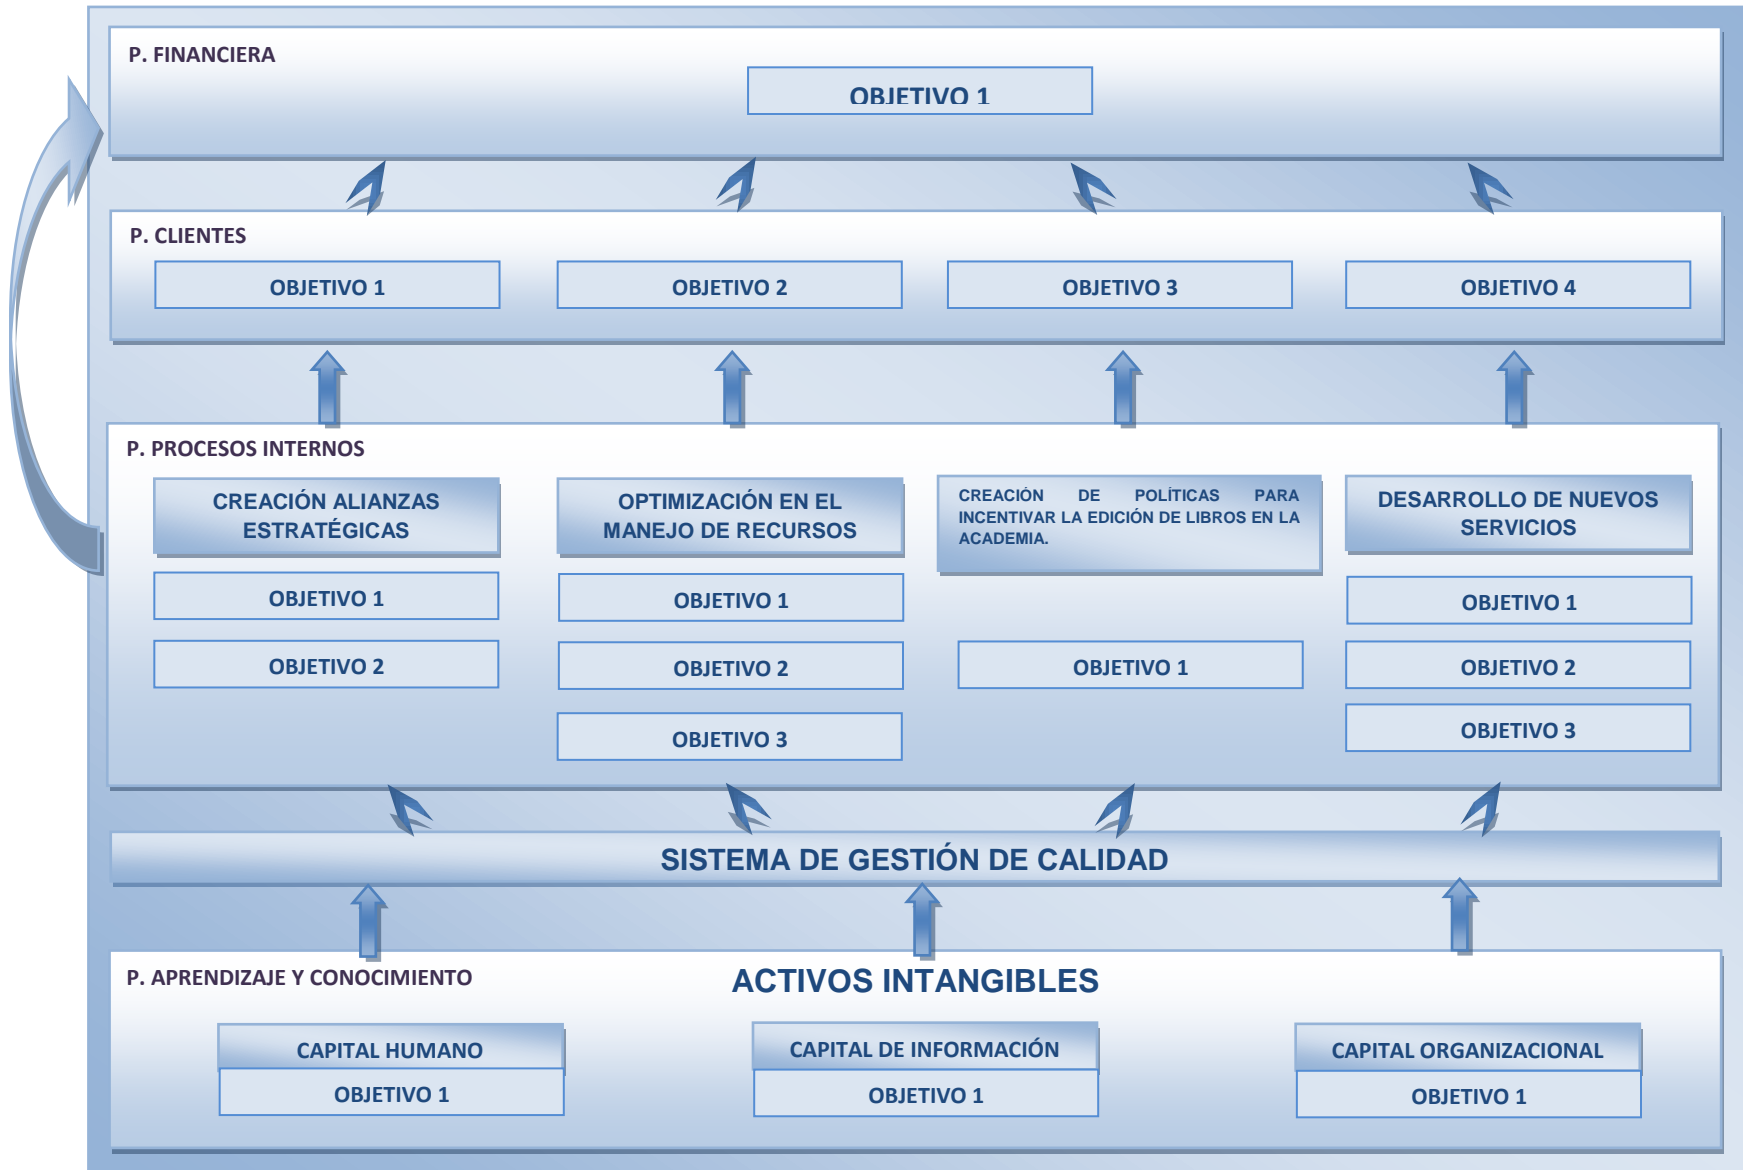 P. FINANCIERA
OBJETIVO 1
P. CLIENTES
OBJETIVO 1
OBJETIVO 2
OBJETIVO 3
OBJETIVO 4
P. PROCESOS INTERNOS
CREACIÓN ALIANZAS
ESTRATÉGICAS
OBJETIVO 1
OBJETIVO 2
OPTIMIZACIÓN EN EL
MANEJO DE RECURSOS
OBJETIVO 1
OBJETIVO 2
OBJETIVO 3
CREACIÓN DE POLÍTICAS PARA
INCENTIVAR LA EDICIÓN DE LIBROS EN LA
ACADEMIA.
OBJETIVO 1
DESARROLLO DE NUEVOS
SERVICIOS
OBJETIVO 1
OBJETIVO 2
OBJETIVO 3
SISTEMA DE GESTIÓN DE CALIDAD
P. APRENDIZAJE Y CONOCIMIENTO
ACTIVOS INTANGIBLES
CAPITAL HUMANO
OBJETIVO 1
CAPITAL DE INFORMACIÓN
OBJETIVO 1
CAPITAL ORGANIZACIONAL
OBJETIVO 1